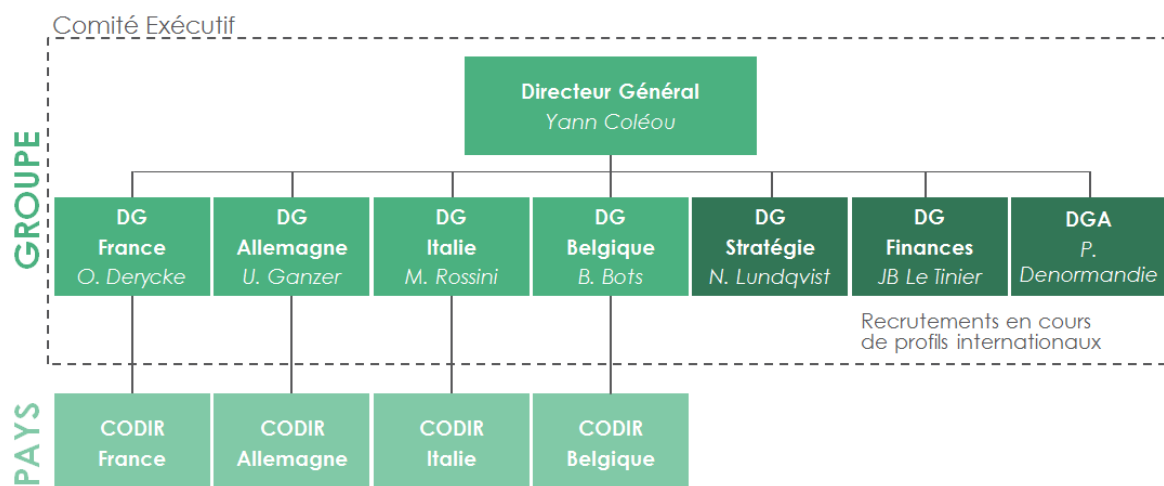 Comité Exécutif
GROUPE
Directeur Général
Yann Coléou
DG
France
O. Derycke
DG
Allemagne
U. Ganzer
DG
Italie
M. Rossini
DG
Belgique
B. Bots
DG
Stratégie
N. Lundqvist
DG
Finances
JB Le Tinier
DGA
P.
Denormandie
Recrutements en cours
de profils internationaux
PAYS
CODIR
France
CODIR
Allemagne
CODIR
Italie
CODIR
Belgique